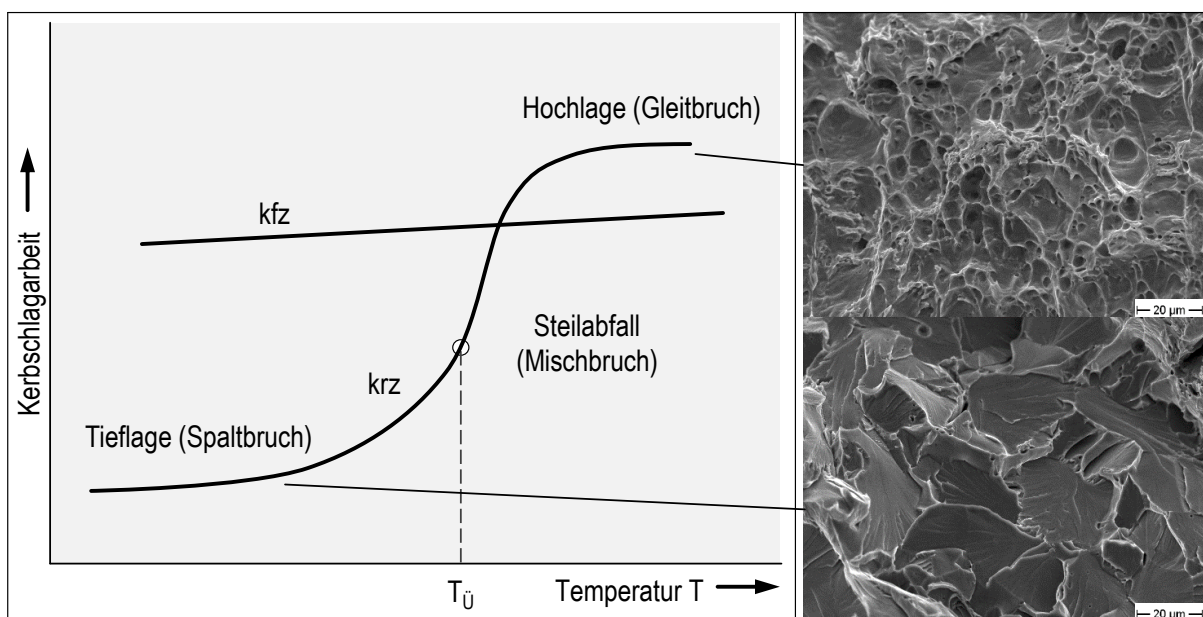 Hochlage (Gleitbruch)
kfz
Steilabfall
(Mischbruch)
krz
Tieflage (Spaltbruch)
Kerbschlagarbeit
TÜ
Temperatur T
20 µm
20 µm